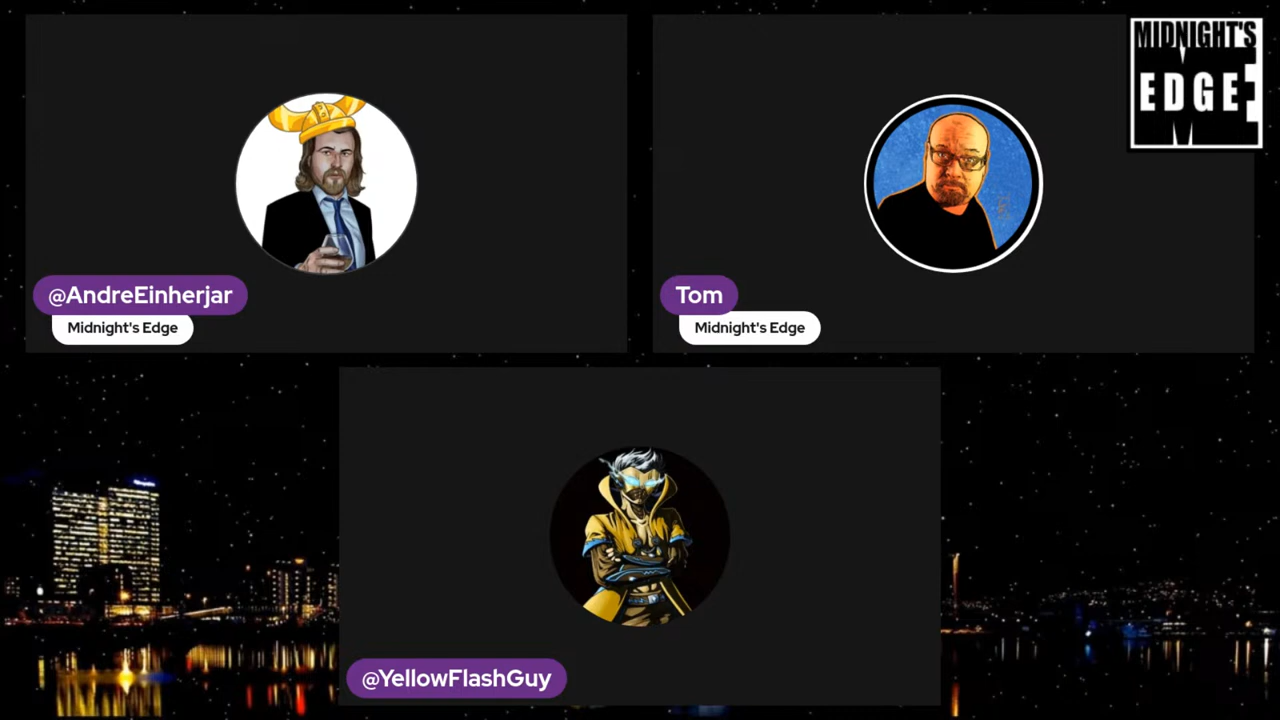 MIDNIGHT'S
EDGE
@AndreEinherjar
Midnight's Edge
Tom
Midnight's Edge
@YellowFlashGuy